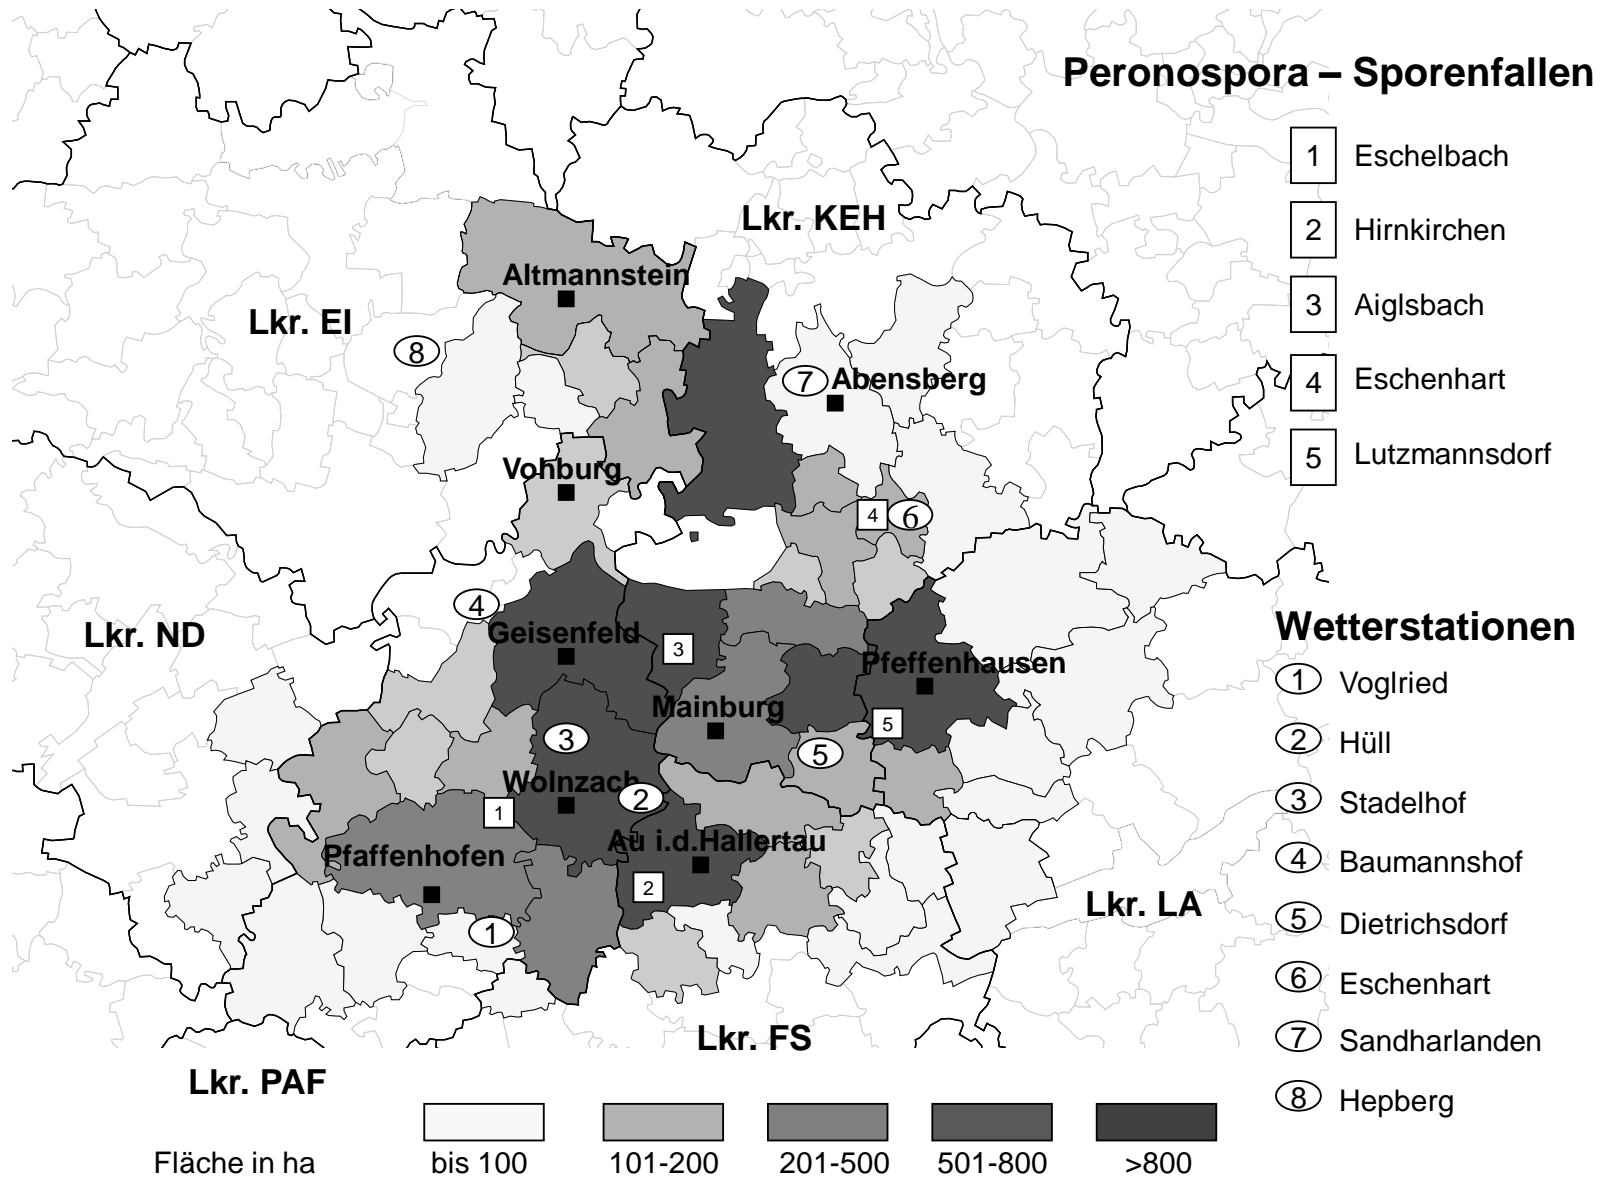 Peronospora – Sporenfallen
1 Eschelbach
2 Hirnkirchen
3 Aiglsbach
4 Eschenhart
5 Lutzmannsdorf
Lkr. KEH
Altmannstein
Lkr. EI
8
7 Abensberg
Vohburg
4 6
4
Lkr. ND
Geisenfeld
3
Pfeffenhausen
Mainburg
5
3
5
Wolnzach
2
1
Au i.d.Hallertau
Pfaffenhofen
2
1
Lkr. LA
Lkr. FS
Lkr. PAF
Wetterstationen
1 Voglried
2 Hüll
3 Stadelhof
4 Baumannshof
5 Dietrichsdorf
6 Eschenhart
7 Sandharlanden
8 Hepberg
Fläche in ha bis 100 101-200 201-500 501-800 >800